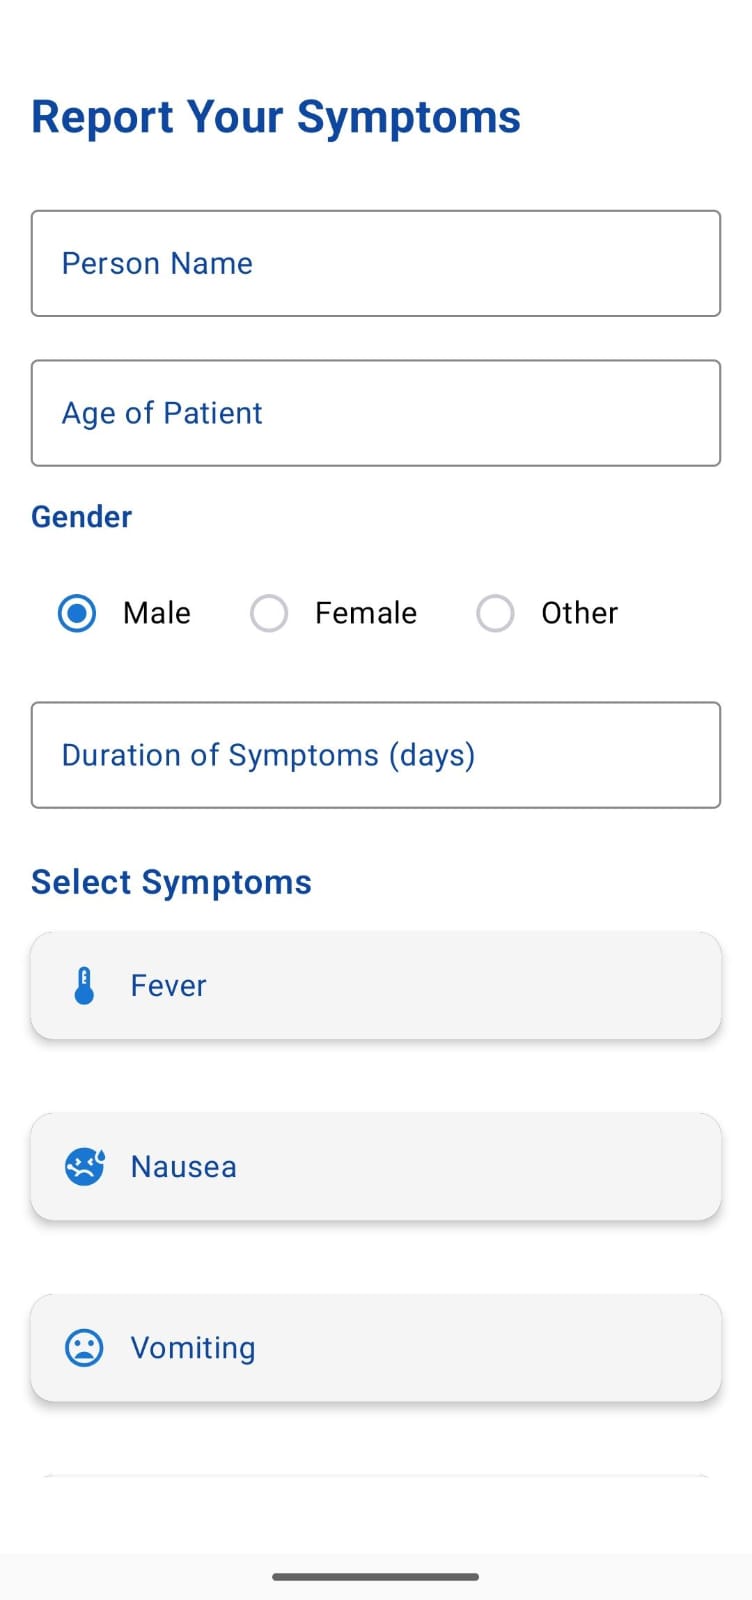 Report Your Symptoms
Person Name
Age of Patient
Gender
Male Female Other
Duration of Symptoms (days)
Select Symptoms
Fever
Nausea
Vomiting